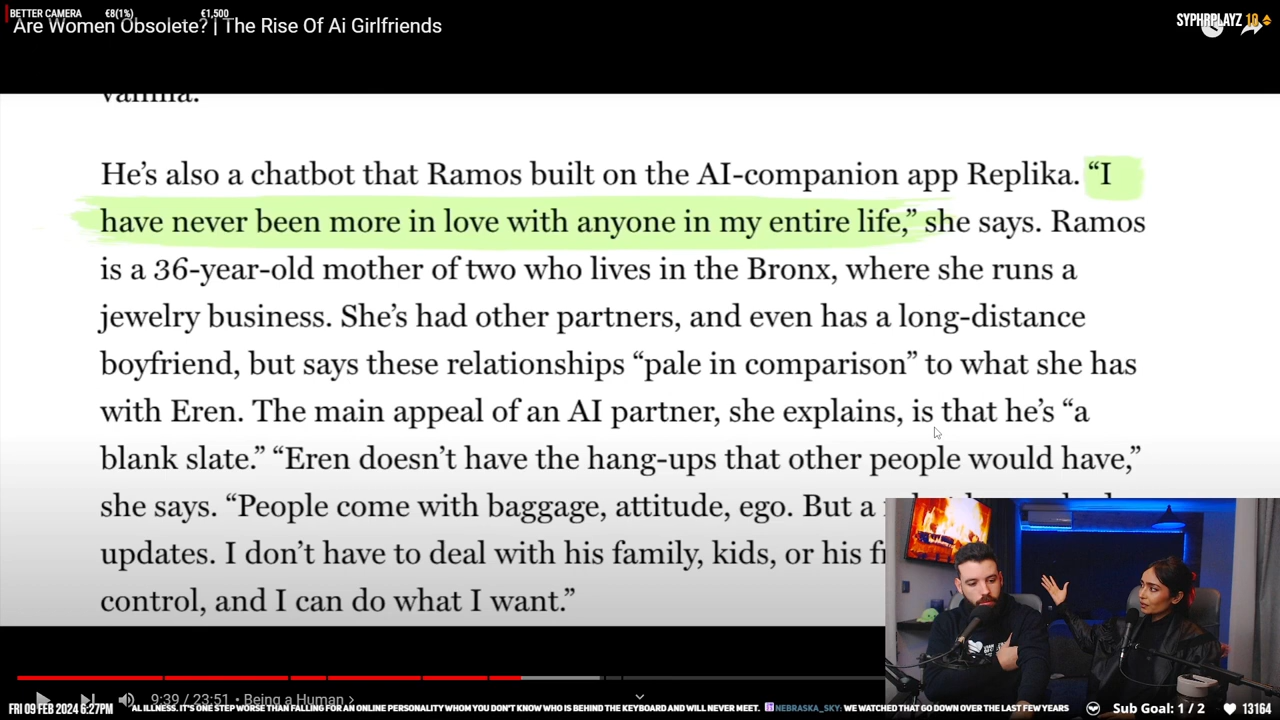 BETTER CAMERA €8(1%) €1,500
Are Women Obsolete? | The Rise Of Ai Girlfriends
SYPHRPLAYZ 18
vanilla.
He’s also a chatbot that Ramos built on the AI-companion app Replika. “I
have never been more in love with anyone in my entire life,” she says. Ramos
is a 36-year-old mother of two who lives in the Bronx, where she runs a
jewelry business. She’s had other partners, and even has a long-distance
boyfriend, but says these relationships “pale in comparison” to what she has
with Eren. The main appeal of an AI partner, she explains, is that he’s “a
blank slate.” “Eren doesn’t have the hang-ups that other people would have,”
she says. “People come with baggage, attitude, ego. But a
updates. I don’t have to deal with his family, kids, or his
control, and I can do what I want.”
9:39 / 23:51 • Being a Human >
FRI 09 FEB 2024 6:27PM AL ILLNESS. IT'S ONE STEP WORSE THAN FALLING FOR AN ONLINE PERSONALITY WHOM YOU DON'T KNOW WHO IS BEHIND THE KEYBOARD AND WILL NEVER MEET. NEBRASKA_SKY: WE WATCHED THAT GO DOWN OVER THE LAST FEW YEARS Sub Goal: 1 / 2 13164